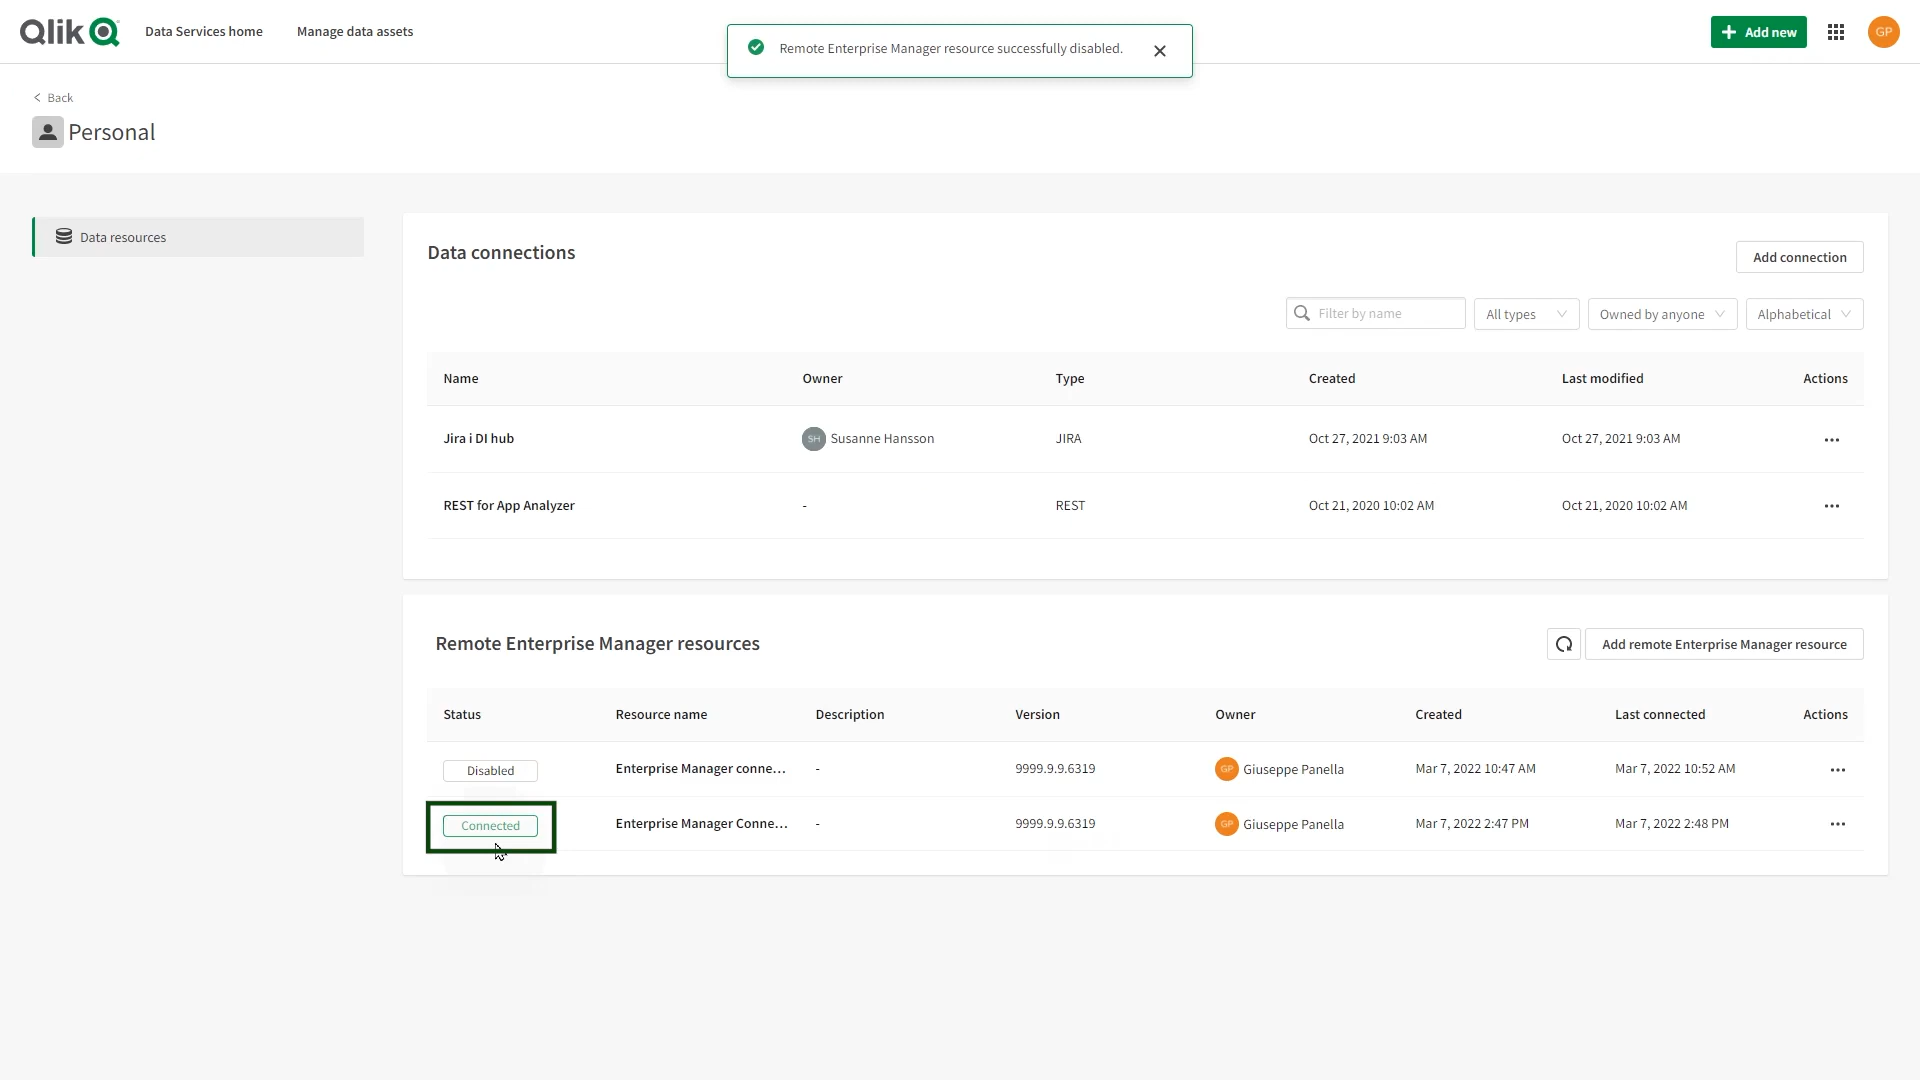 Qlik
Data Services home
Manage data assets
Remote Enterprise Manager resource successfully disabled.
Add new
GP
Back
Personal
Data resources
Data connections
Add connection
Filter by name
All types
Owned by anyone
Alphabetical
Name Owner Type Created Last modified Actions
Jira i DI hub SH Susanne Hansson JIRA Oct 27, 2021 9:03 AM Oct 27, 2021 9:03 AM ...
REST for App Analyzer - REST Oct 21, 2020 10:02 AM Oct 21, 2020 10:02 AM ...
Remote Enterprise Manager resources
Add remote Enterprise Manager resource
Status Resource name Description Version Owner Created Last connected Actions
Disabled Enterprise Manager conne... - 9999.9.9.6319 GP Giuseppe Panella Mar 7, 2022 10:47 AM Mar 7, 2022 10:52 AM ...
Connected Enterprise Manager Conne... - 9999.9.9.6319 GP Giuseppe Panella Mar 7, 2022 2:47 PM Mar 7, 2022 2:48 PM ...